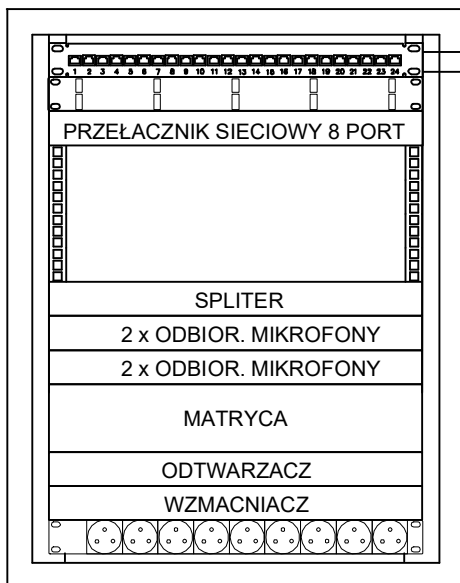 1 2 3 4 5 6 7 8 9 10 11 12 13 14 15 16 17 18 19 20 21 22 23 24
PRZEŁACZNIK SIECIOWY 8 PORT
SPLITER
2 x ODBIOR. MIKROFONY
2 x ODBIOR. MIKROFONY
MATRYCA
ODTWARZACZ
WZMACNIACZ